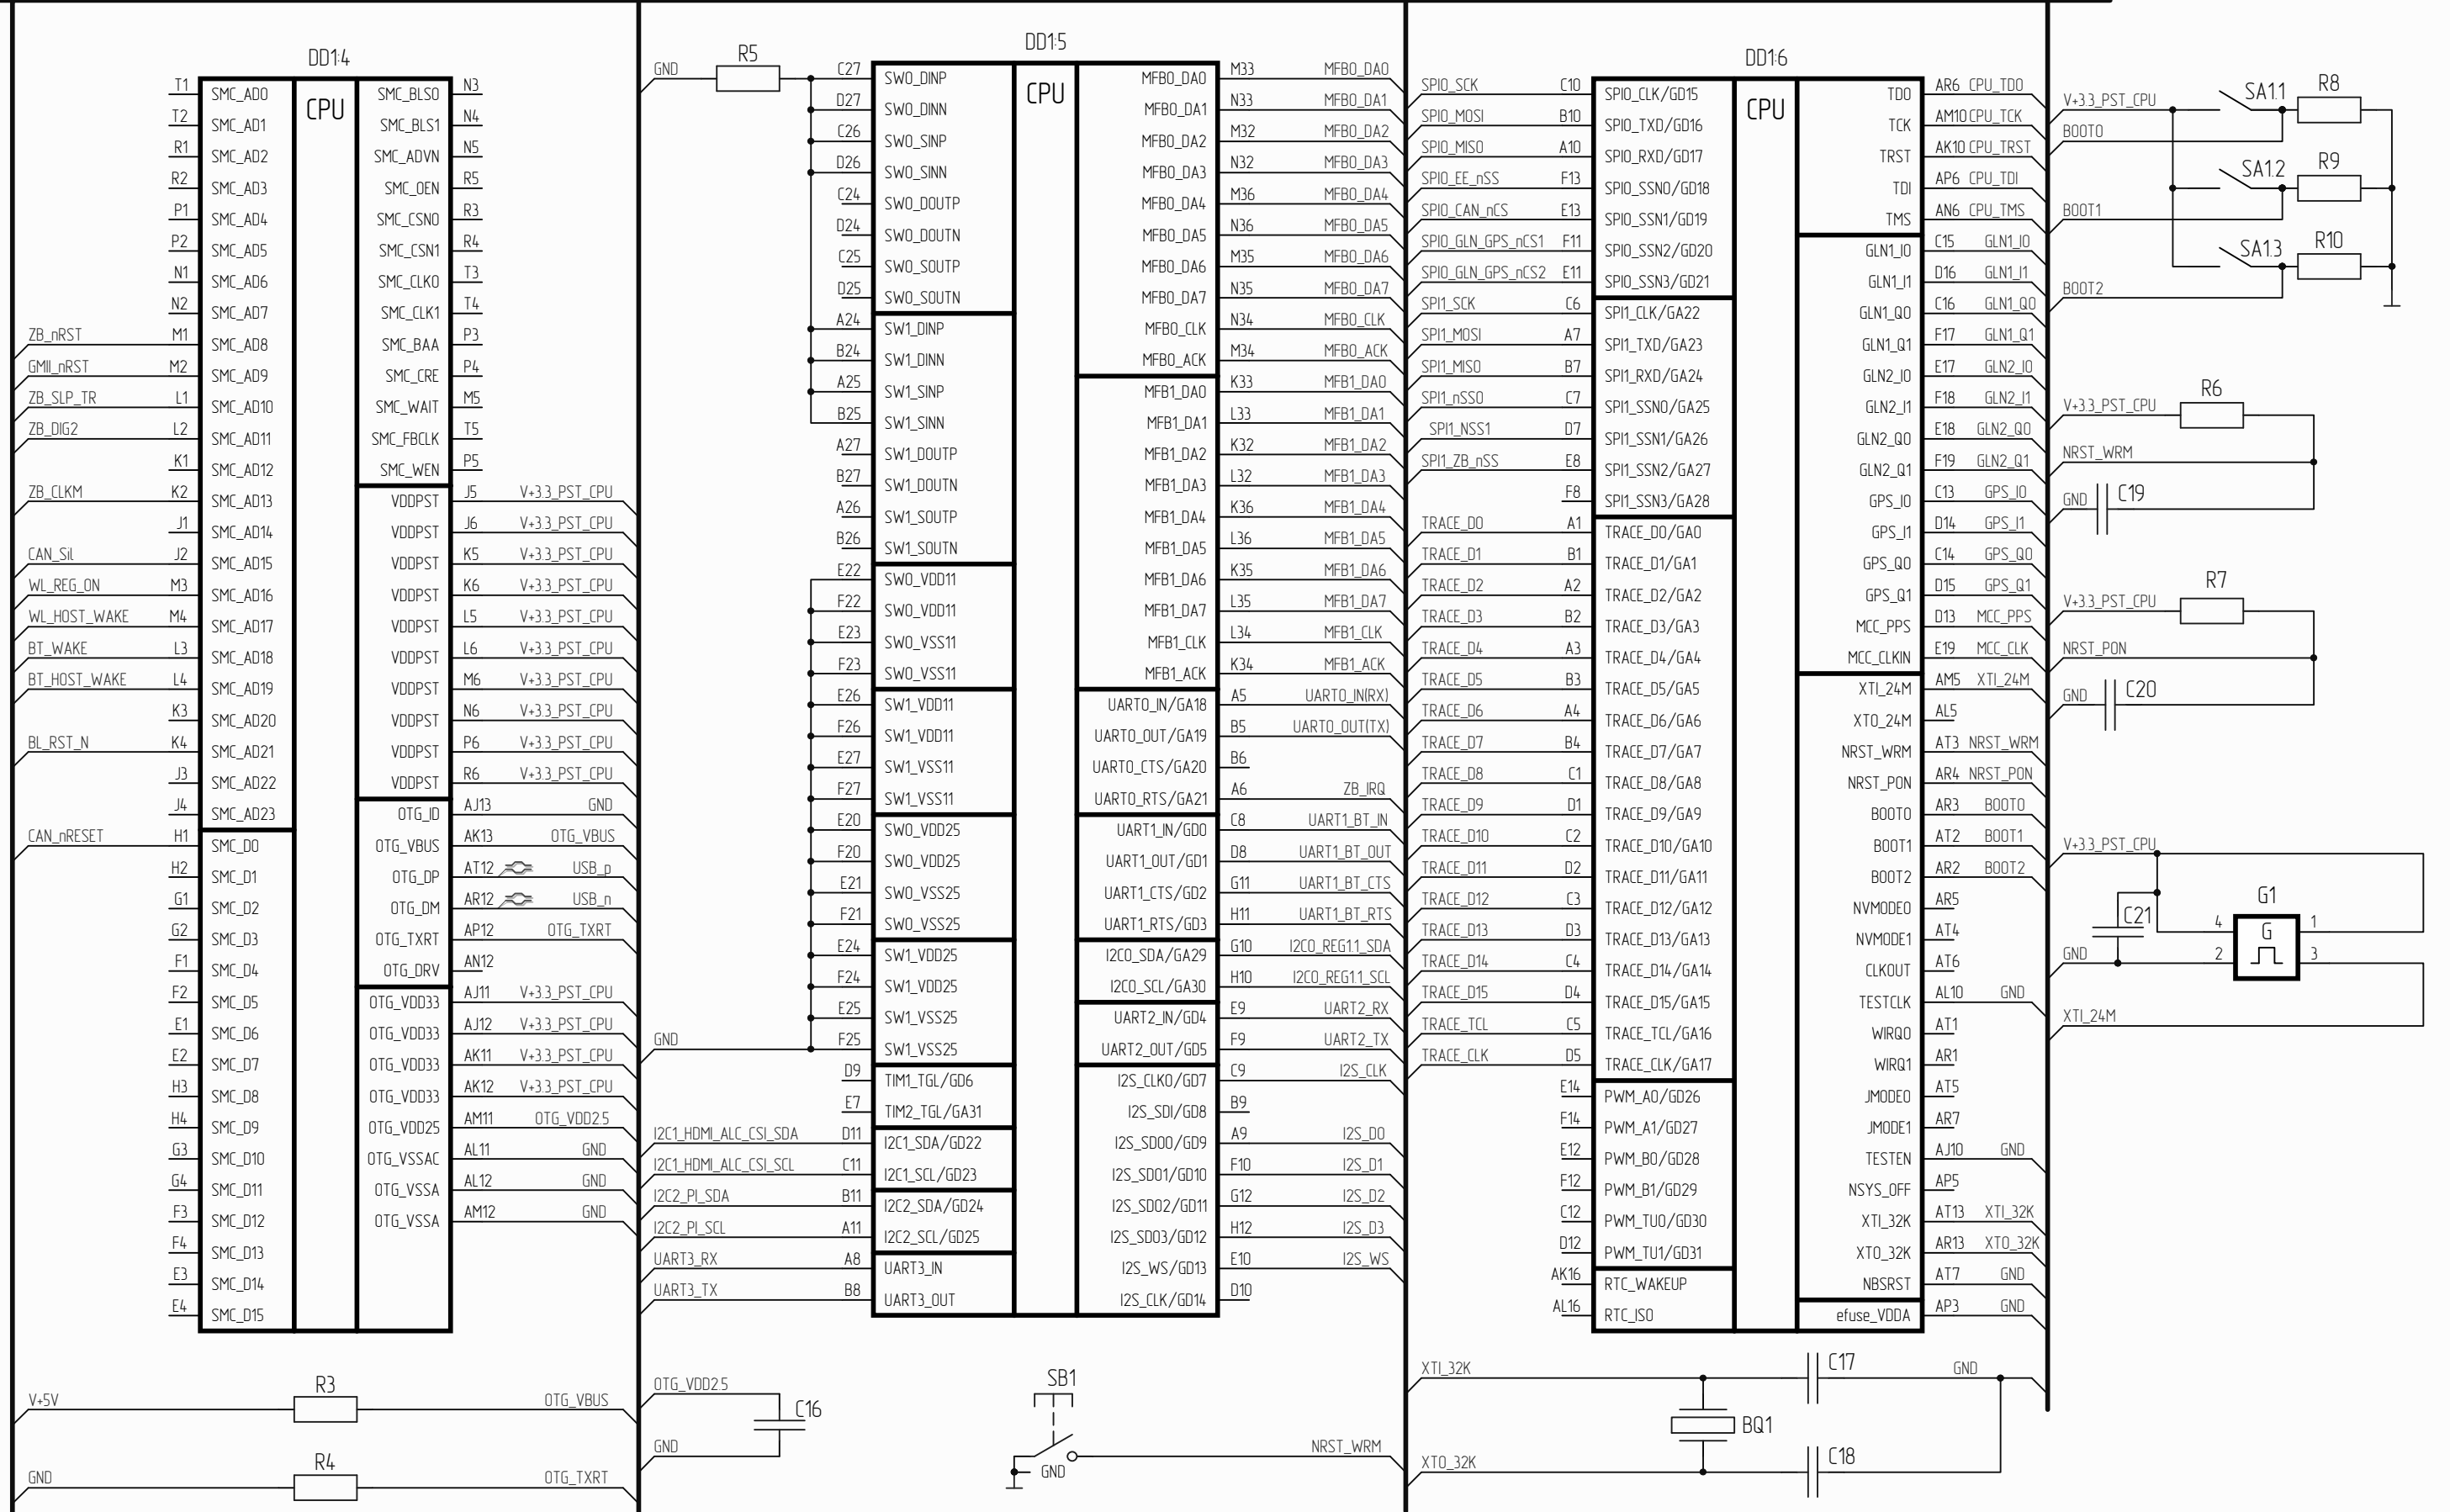 DD1:4
CPU
T1 SMC_AD0
T2 SMC_AD1
R1 SMC_AD2
R2 SMC_AD3
P1 SMC_AD4
P2 SMC_AD5
N1 SMC_AD6
N2 SMC_AD7
ZB_nRST M1 SMC_AD8
GMII_nRST M2 SMC_AD9
ZB_SLP_TR L1 SMC_AD10
ZB_DIG2 L2 SMC_AD11
K1 SMC_AD12
ZB_CLKM K2 SMC_AD13
J1 SMC_AD14
CAN_Sil J2 SMC_AD15
WL_REG_ON M3 SMC_AD16
WL_HOST_WAKE M4 SMC_AD17
BT_WAKE L3 SMC_AD18
BT_HOST_WAKE L4 SMC_AD19
K3 SMC_AD20
BL_RST_N K4 SMC_AD21
J3 SMC_AD22
J4 SMC_AD23
CAN_nRESET H1 SMC_D0
H2 SMC_D1
G1 SMC_D2
G2 SMC_D3
F1 SMC_D4
F2 SMC_D5
E1 SMC_D6
E2 SMC_D7
H3 SMC_D8
H4 SMC_D9
G3 SMC_D10
G4 SMC_D11
F3 SMC_D12
F4 SMC_D13
E3 SMC_D14
E4 SMC_D15
SMC_BLS0 N3
SMC_BLS1 N4
SMC_ADVN N5
SMC_OEN R5
SMC_CSN0 R3
SMC_CSN1 R4
SMC_CLK0 T3
SMC_CLK1 T4
SMC_BAA P3
SMC_CRE P4
SMC_WAIT M5
SMC_FBCLK T5
SMC_WEN P5
VDDPST J5 V+3.3_PST_CPU
VDDPST J6 V+3.3_PST_CPU
VDDPST K5 V+3.3_PST_CPU
VDDPST K6 V+3.3_PST_CPU
VDDPST L5 V+3.3_PST_CPU
VDDPST L6 V+3.3_PST_CPU
VDDPST M6 V+3.3_PST_CPU
VDDPST N6 V+3.3_PST_CPU
VDDPST P6 V+3.3_PST_CPU
VDDPST R6 V+3.3_PST_CPU
OTG_ID AJ13 GND
OTG_VBUS AK13 OTG_VBUS
OTG_DP AT12 USB_p
OTG_DM AR12 USB_n
OTG_TXRT AP12 OTG_TXRT
OTG_DRV AN12
OTG_VDD33 AJ11 V+3.3_PST_CPU
OTG_VDD33 AJ12 V+3.3_PST_CPU
OTG_VDD33 AK11 V+3.3_PST_CPU
OTG_VDD33 AK12 V+3.3_PST_CPU
OTG_VDD25 AM11 OTG_VDD2.5
OTG_VSSAC AL11 GND
OTG_VSSA AL12 GND
OTG_VSSA AM12 GND
V+5V R3 OTG_VBUS
GND R4 OTG_TXRT
DD1:5
CPU
GND R5 C27 SW0_DINP
D27 SW0_DINN
C26 SW0_SINP
D26 SW0_SINN
C24 SW0_DOUTP
D24 SW0_DOUTN
C25 SW0_SOUTP
D25 SW0_SOUTN
A24 SW1_DINP
B24 SW1_DINN
A25 SW1_SINP
B25 SW1_SINN
A27 SW1_DOUTP
B27 SW1_DOUTN
A26 SW1_SOUTP
B26 SW1_SOUTN
E22 SW0_VDD11
F22 SW0_VDD11
E23 SW0_VSS11
F23 SW0_VSS11
E26 SW1_VDD11
F26 SW1_VDD11
E27 SW1_VSS11
F27 SW1_VSS11
E20 SW0_VDD25
F20 SW0_VDD25
E21 SW0_VSS25
F21 SW0_VSS25
E24 SW1_VDD25
F24 SW1_VDD25
E25 SW1_VSS25
GND F25 SW1_VSS25
D9 TIM1_TGL/GD6
E7 TIM2_TGL/GA31
I2C1_HDMI_ALC_CSI_SDA D11 I2C1_SDA/GD22
I2C1_HDMI_ALC_CSI_SCL C11 I2C1_SCL/GD23
I2C2_PI_SDA B11 I2C2_SDA/GD24
I2C2_PI_SCL A11 I2C2_SCL/GD25
UART3_RX A8 UART3_IN
UART3_TX B8 UART3_OUT
MFB0_DA0 M33 MFB0_DA0
MFB0_DA1 N33 MFB0_DA1
MFB0_DA2 M32 MFB0_DA2
MFB0_DA3 N32 MFB0_DA3
MFB0_DA4 M36 MFB0_DA4
MFB0_DA5 N36 MFB0_DA5
MFB0_DA6 M35 MFB0_DA6
MFB0_DA7 N35 MFB0_DA7
MFB0_CLK N34 MFB0_CLK
MFB0_ACK M34 MFB0_ACK
MFB1_DA0 K33 MFB1_DA0
MFB1_DA1 L33 MFB1_DA1
MFB1_DA2 K32 MFB1_DA2
MFB1_DA3 L32 MFB1_DA3
MFB1_DA4 K36 MFB1_DA4
MFB1_DA5 L36 MFB1_DA5
MFB1_DA6 K35 MFB1_DA6
MFB1_DA7 L35 MFB1_DA7
MFB1_CLK L34 MFB1_CLK
MFB1_ACK K34 MFB1_ACK
UART0_IN/GA18 A5 UART0_IN(RX)
UART0_OUT/GA19 B5 UART0_OUT(TX)
UART0_CTS/GA20 B6
UART0_RTS/GA21 A6 ZB_IRQ
UART1_IN/GD0 C8 UART1_BT_IN
UART1_OUT/GD1 D8 UART1_BT_OUT
UART1_CTS/GD2 G11 UART1_BT_CTS
UART1_RTS/GD3 H11 UART1_BT_RTS
I2C0_SDA/GA29 G10 I2C0_REG1.1_SDA
I2C0_SCL/GA30 H10 I2C0_REG1.1_SCL
UART2_IN/GD4 E9 UART2_RX
UART2_OUT/GD5 F9 UART2_TX
I2S_CLK0/GD7 C9 I2S_CLK
I2S_SDI/GD8 B9
I2S_SDO0/GD9 A9 I2S_D0
I2S_SDO1/GD10 F10 I2S_D1
I2S_SDO2/GD11 G12 I2S_D2
I2S_SDO3/GD12 H12 I2S_D3
I2S_WS/GD13 E10 I2S_WS
I2S_CLK/GD14 D10
OTG_VDD2.5
C16
GND
SB1
GND
NRST_WRM
DD1:6
CPU
SPI0_SCK C10 SPI0_CLK/GD15
SPI0_MOSI B10 SPI0_TXD/GD16
SPI0_MISO A10 SPI0_RXD/GD17
SPI0_EE_nSS F13 SPI0_SSN0/GD18
SPI0_CAN_nCS E13 SPI0_SSN1/GD19
SPI0_GLN_GPS_nCS1 F11 SPI0_SSN2/GD20
SPI0_GLN_GPS_nCS2 E11 SPI0_SSN3/GD21
SPI1_SCK C6 SPI1_CLK/GA22
SPI1_MOSI A7 SPI1_TXD/GA23
SPI1_MISO B7 SPI1_RXD/GA24
SPI1_nSS0 C7 SPI1_SSN0/GA25
SPI1_NSS1 D7 SPI1_SSN1/GA26
SPI1_ZB_nSS E8 SPI1_SSN2/GA27
F8 SPI1_SSN3/GA28
TRACE_D0 A1 TRACE_D0/GA0
TRACE_D1 B1 TRACE_D1/GA1
TRACE_D2 A2 TRACE_D2/GA2
TRACE_D3 B2 TRACE_D3/GA3
TRACE_D4 A3 TRACE_D4/GA4
TRACE_D5 B3 TRACE_D5/GA5
TRACE_D6 A4 TRACE_D6/GA6
TRACE_D7 B4 TRACE_D7/GA7
TRACE_D8 C1 TRACE_D8/GA8
TRACE_D9 D1 TRACE_D9/GA9
TRACE_D10 C2 TRACE_D10/GA10
TRACE_D11 D2 TRACE_D11/GA11
TRACE_D12 C3 TRACE_D12/GA12
TRACE_D13 D3 TRACE_D13/GA13
TRACE_D14 C4 TRACE_D14/GA14
TRACE_D15 D4 TRACE_D15/GA15
TRACE_TCL C5 TRACE_TCL/GA16
TRACE_CLK D5 TRACE_CLK/GA17
E14 PWM_A0/GD26
F14 PWM_A1/GD27
E12 PWM_B0/GD28
F12 PWM_B1/GD29
C12 PWM_TU0/GD30
D12 PWM_TU1/GD31
AK16 RTC_WAKEUP
AL16 RTC_ISO
TDO AR6 CPU_TDO
TCK AM10 CPU_TCK
TRST AK10 CPU_TRST
TDI AP6 CPU_TDI
TMS AN6 CPU_TMS
GLN1_I0 C15 GLN1_I0
GLN1_I1 D16 GLN1_I1
GLN1_Q0 C16 GLN1_Q0
GLN1_Q1 F17 GLN1_Q1
GLN2_I0 E17 GLN2_I0
GLN2_I1 F18 GLN2_I1
GLN2_Q0 E18 GLN2_Q0
GLN2_Q1 F19 GLN2_Q1
GPS_I0 C13 GPS_I0
GPS_I1 D14 GPS_I1
GPS_Q0 C14 GPS_Q0
GPS_Q1 D15 GPS_Q1
MCC_PPS D13 MCC_PPS
MCC_CLKIN E19 MCC_CLK
XTI_24M AM5 XTI_24M
XTO_24M AL5
NRST_WRM AT3 NRST_WRM
NRST_PON AR4 NRST_PON
BOOT0 AR3 BOOT0
BOOT1 AT2 BOOT1
BOOT2 AR2 BOOT2
NVMODE0 AR5
NVMODE1 AT4
CLKOUT AT6
TESTCLK AL10 GND
WIRQ0 AT1
WIRQ1 AR1
JMODE0 AT5
JMODE1 AR7
TESTEN AJ10 GND
NSYS_OFF AP5
XTI_32K AT13 XTI_32K
XTO_32K AR13 XTO_32K
NBSRST AT7 GND
efuse_VDDA AP3 GND
XTI_32K C17 GND
BQ1
XTO_32K C18
V+3.3_PST_CPU SA1.1 R8
BOOT0
SA1.2 R9
BOOT1
SA1.3 R10
BOOT2
V+3.3_PST_CPU R6
NRST_WRM
GND C19
V+3.3_PST_CPU R7
NRST_PON
GND C20
V+3.3_PST_CPU
C21 G1
4 G 1
GND 2 3
XTI_24M